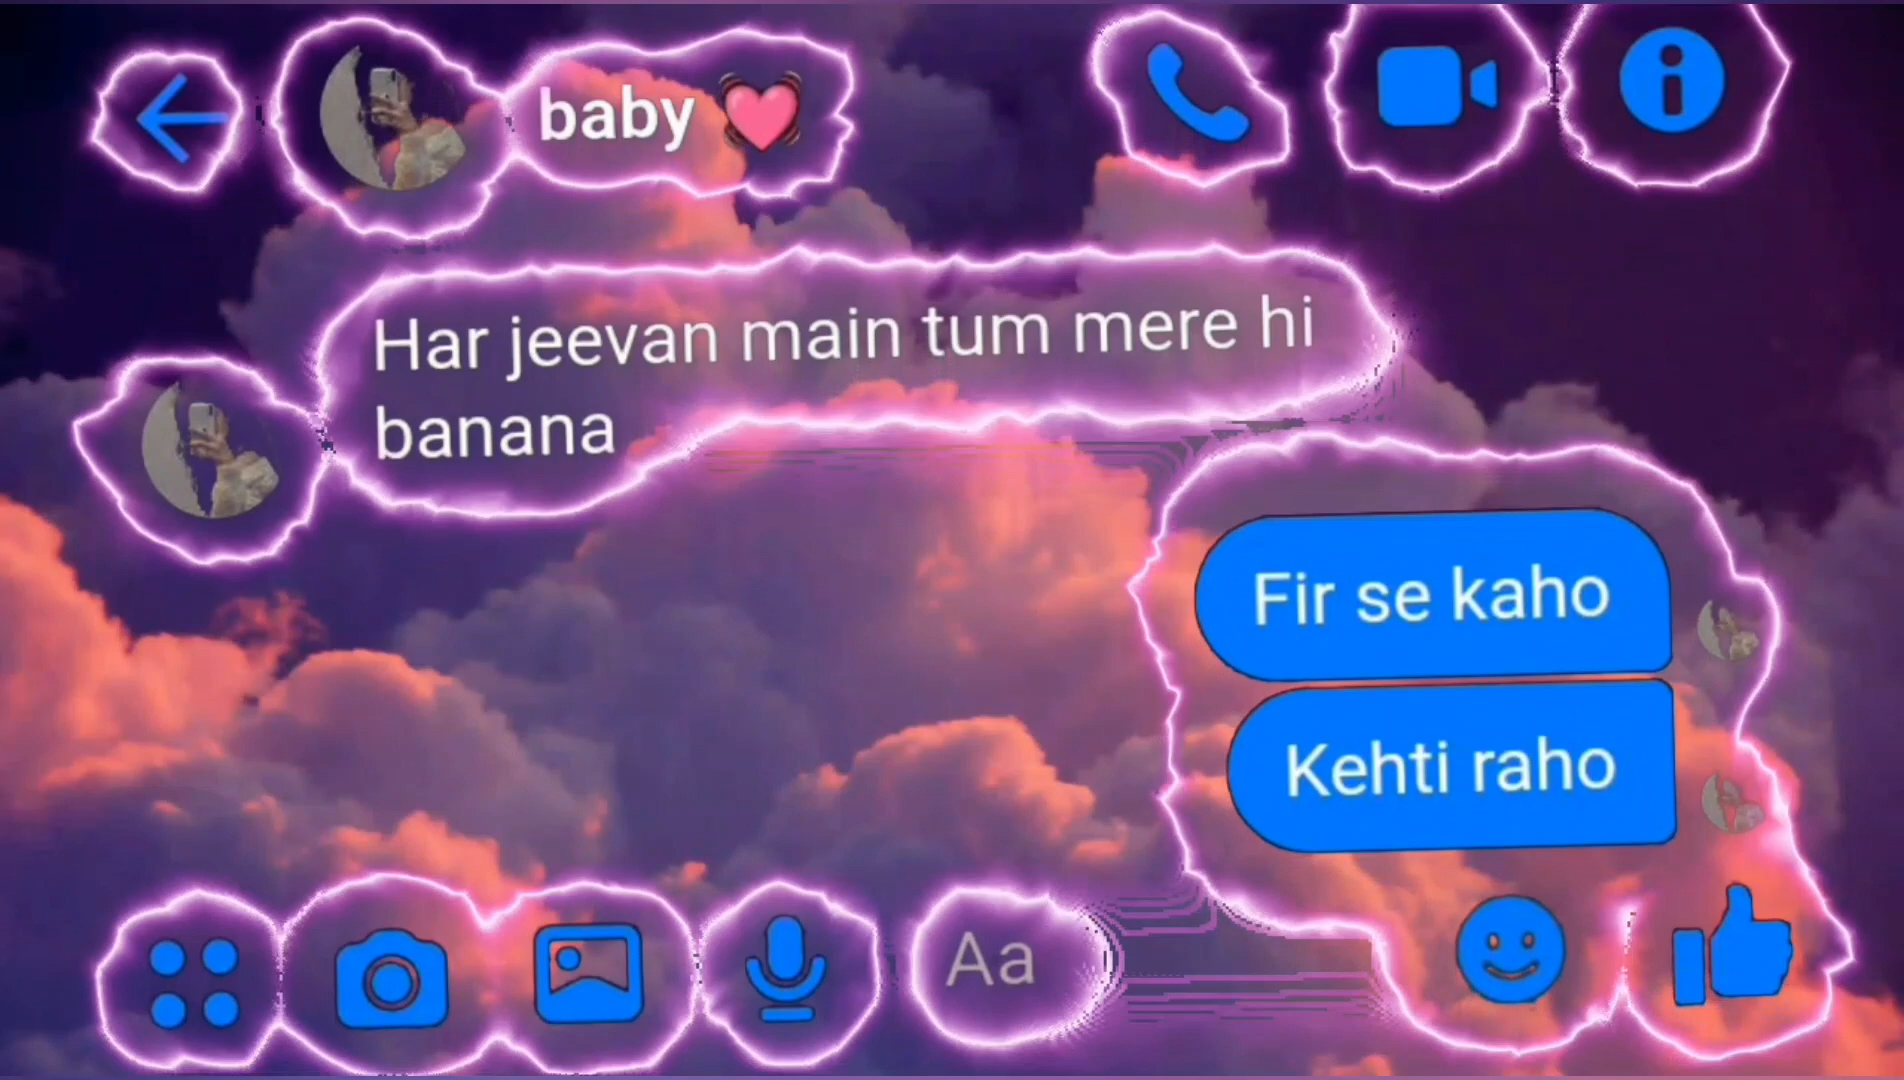 baby 💓
Har jeevan main tum mere hi
banana
Fir se kaho
Kehti raho
Aa